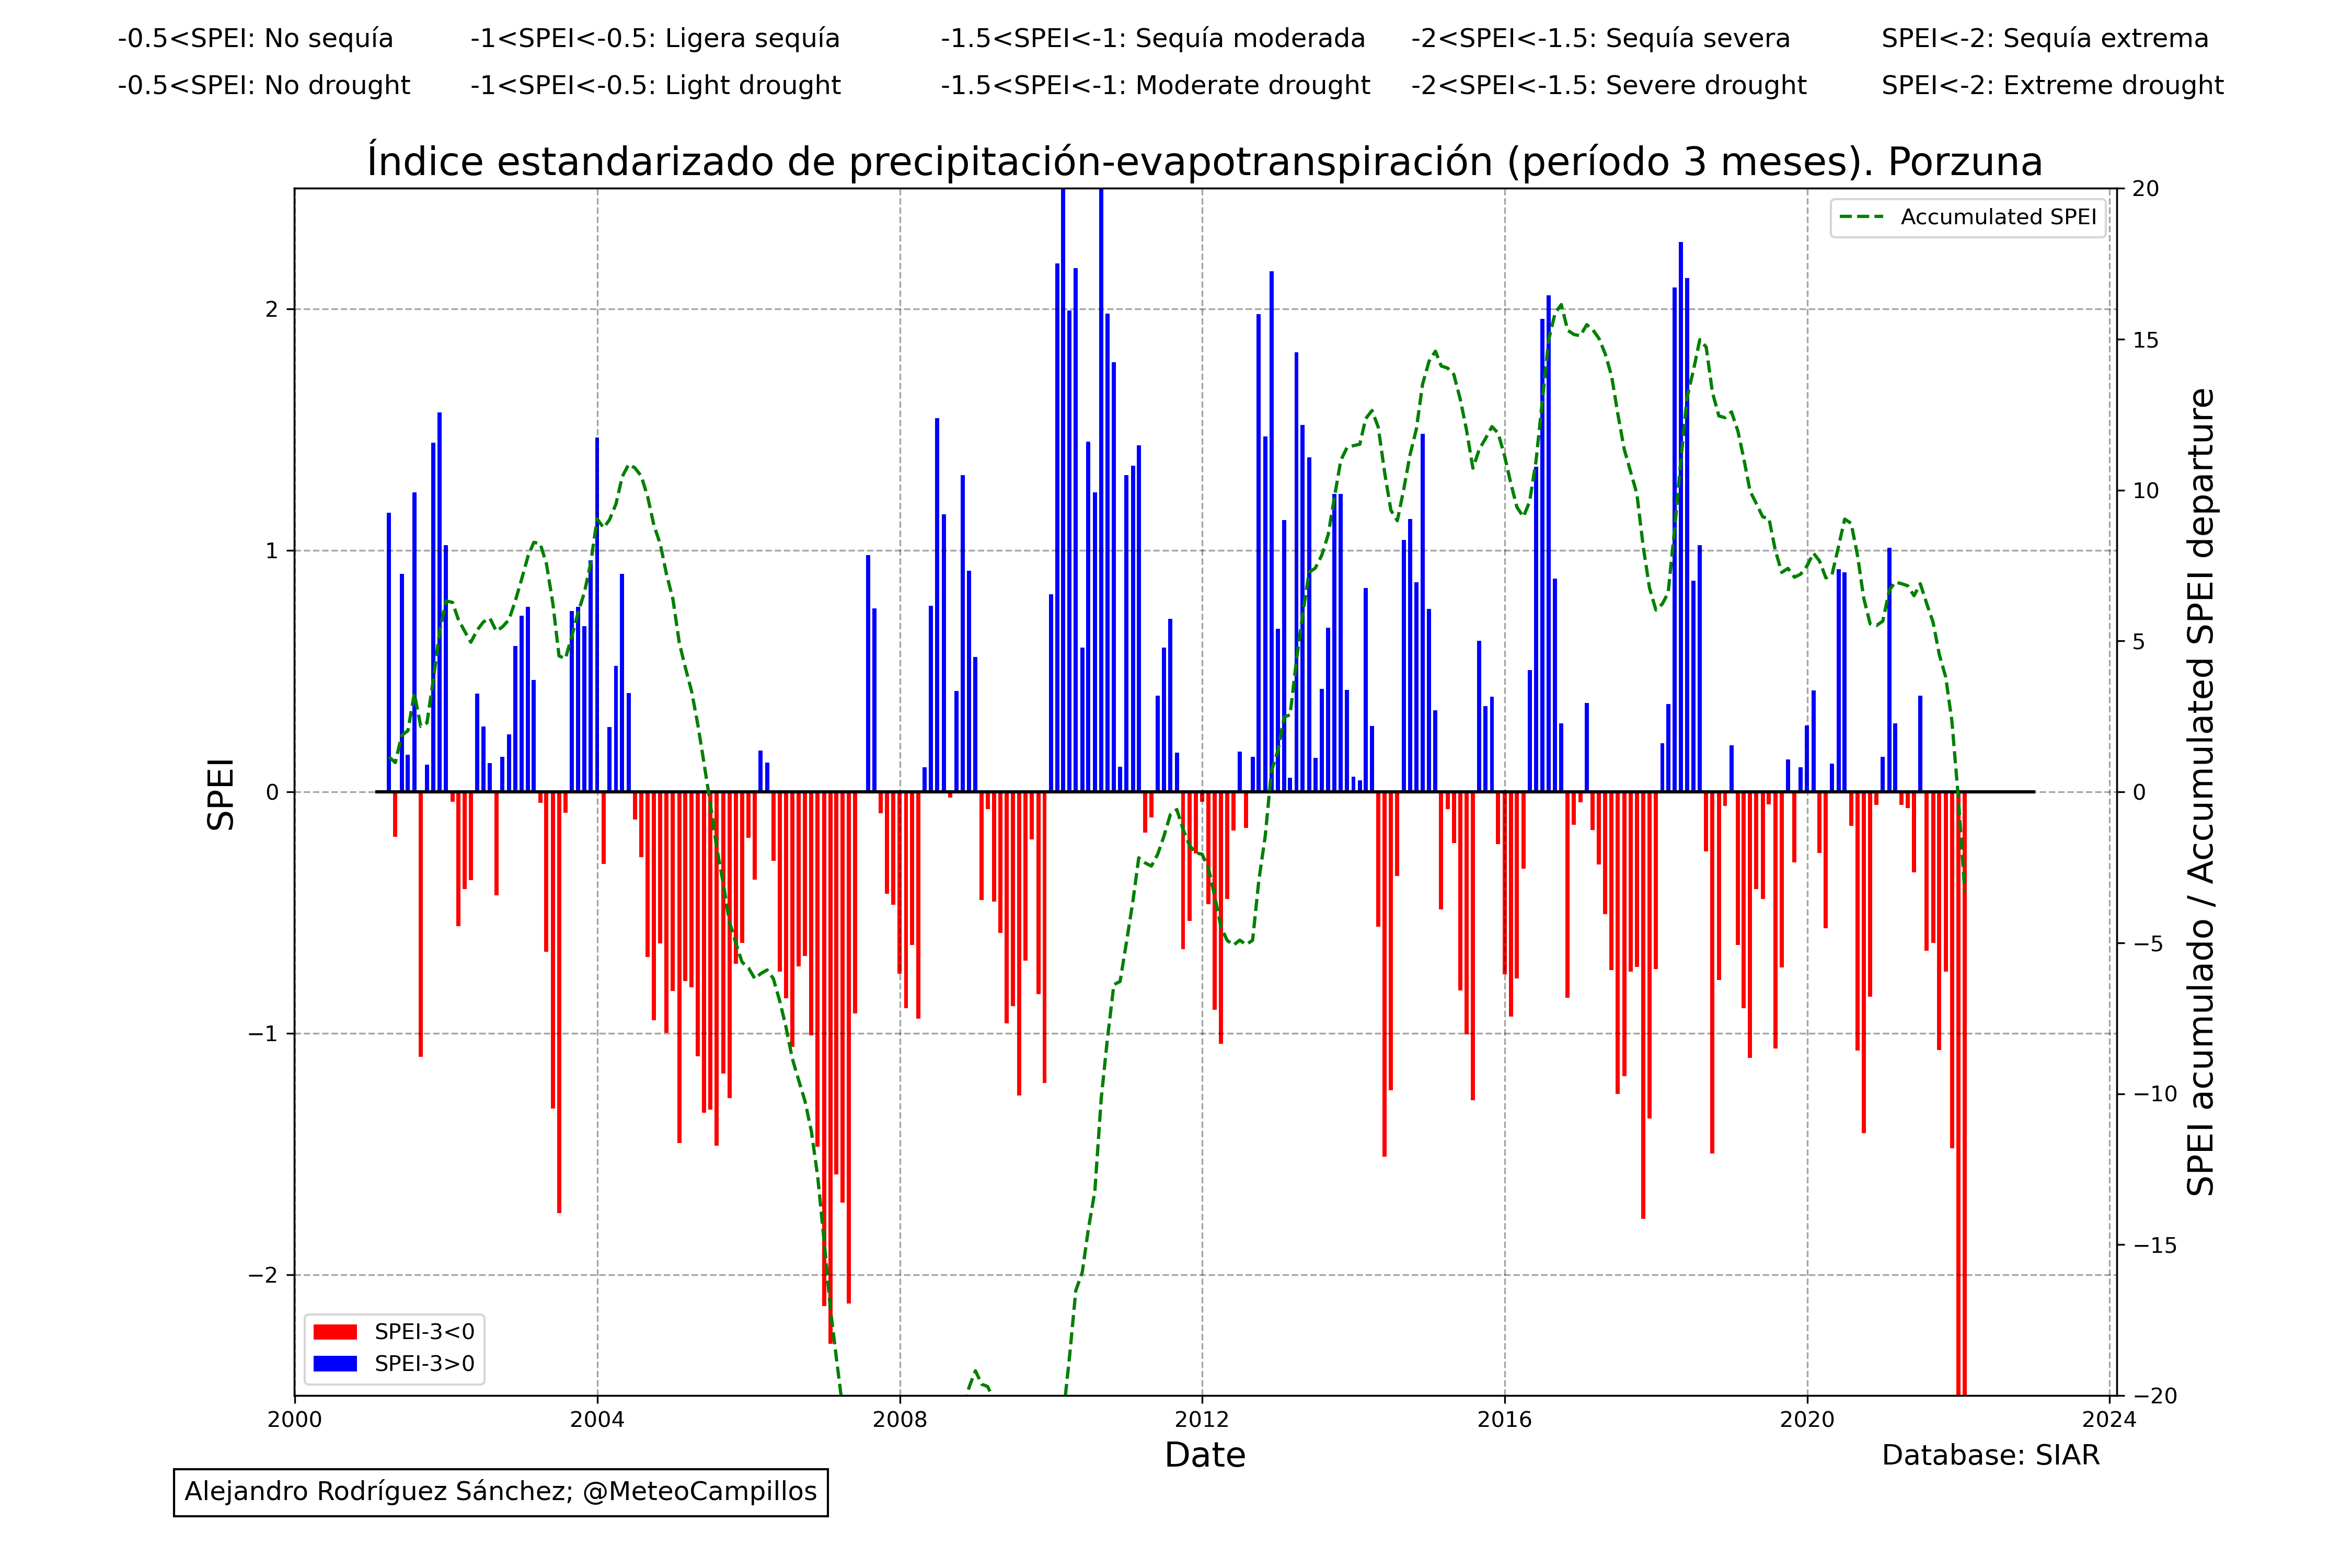 -0.5<SPEI: No sequía
-1<SPEI<-0.5: Ligera sequía
-1.5<SPEI<-1: Sequía moderada
-2<SPEI<-1.5: Sequía severa
SPEI<-2: Sequía extrema
-0.5<SPEI: No drought
-1<SPEI<-0.5: Light drought
-1.5<SPEI<-1: Moderate drought
-2<SPEI<-1.5: Severe drought
SPEI<-2: Extreme drought
Índice estandarizado de precipitación-evapotranspiración (período 3 meses). Porzuna
Accumulated SPEI
SPEI
2
1
0
−1
−2
20
15
10
5
0
−5
−10
−15
−20
SPEI acumulado / Accumulated SPEI departure
SPEI-3<0
SPEI-3>0
2000
2004
2008
2012
2016
2020
2024
Date
Database: SIAR
Alejandro Rodríguez Sánchez; @MeteoCampillos